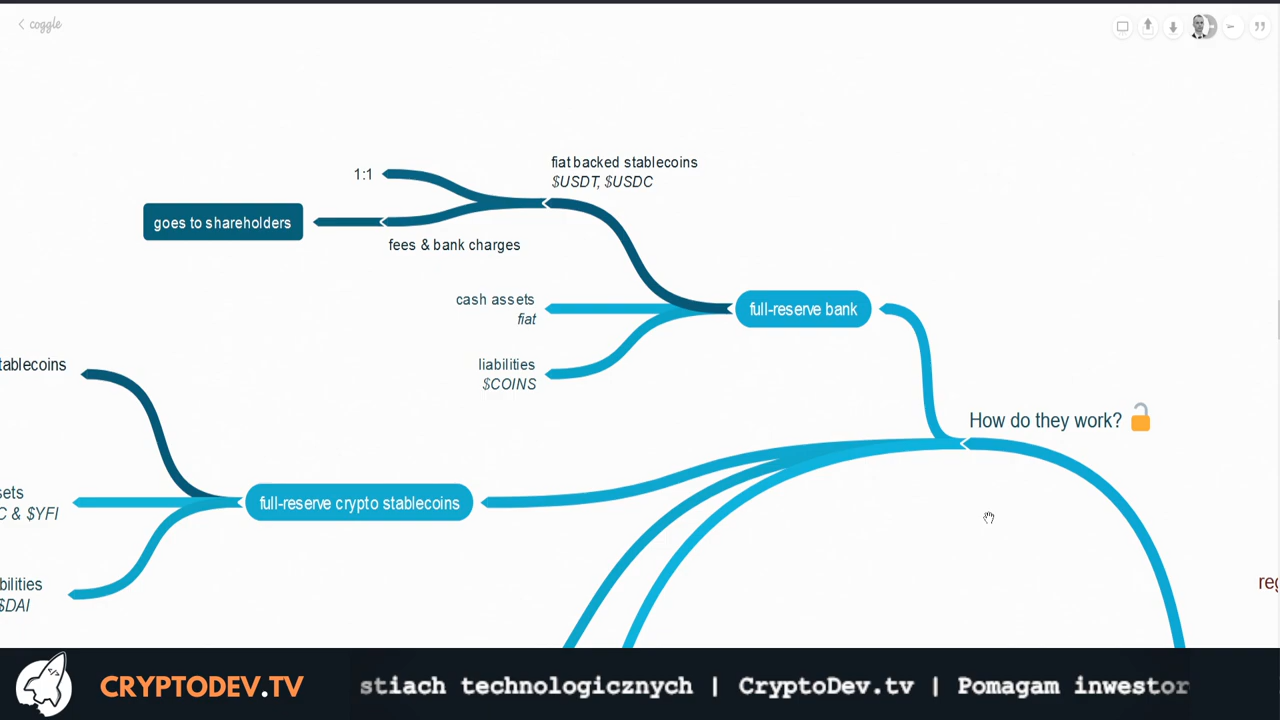 coggle
fiat backed stablecoins
$USDT, $USDC
1:1
goes to shareholders
fees & bank charges
cash assets
fiat
full-reserve bank
liabilities
$COINS
tablecoins
How do they work?
sets
C & $YFI
full-reserve crypto stablecoins
bilities
$DAI
reg
CRYPTODEV.TV
stiach technologicznych | CryptoDev.tv | Pomagam inwestor